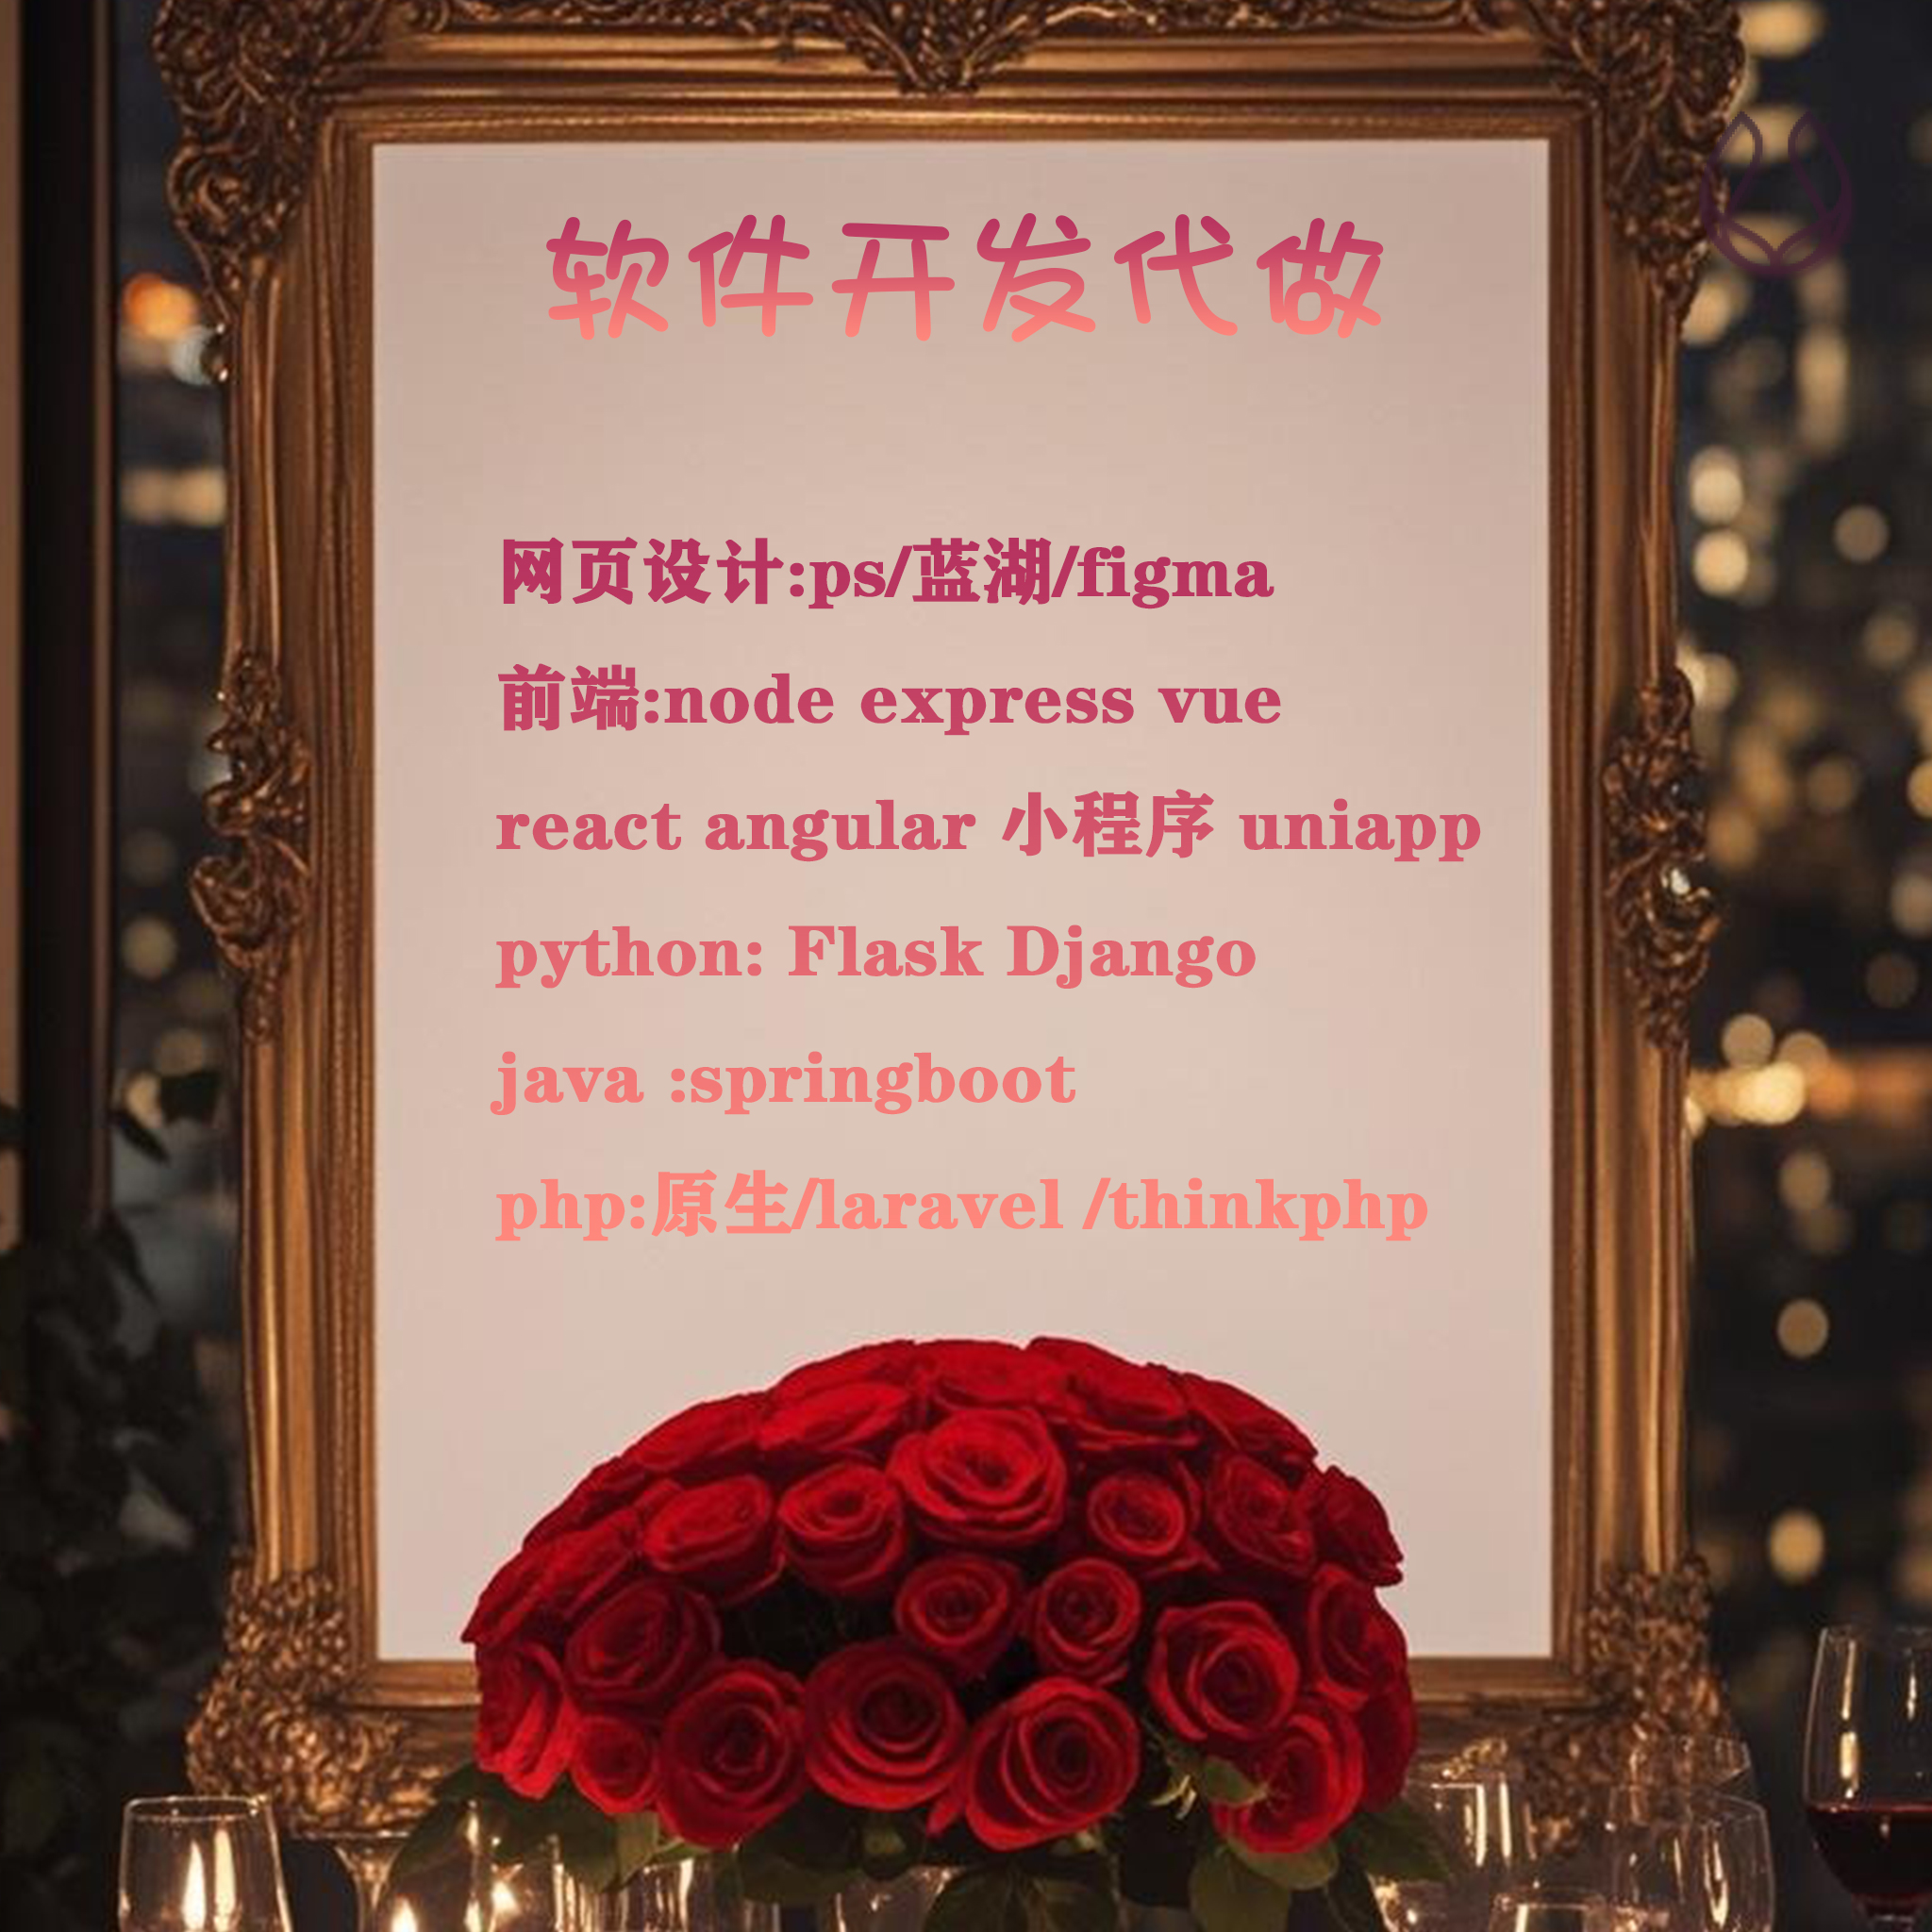 软件开发代做
网页设计:ps/蓝湖/figma
前端:node express vue
react angular 小程序 uniapp
python: Flask Django
java :springboot
php:原生/laravel /thinkphp